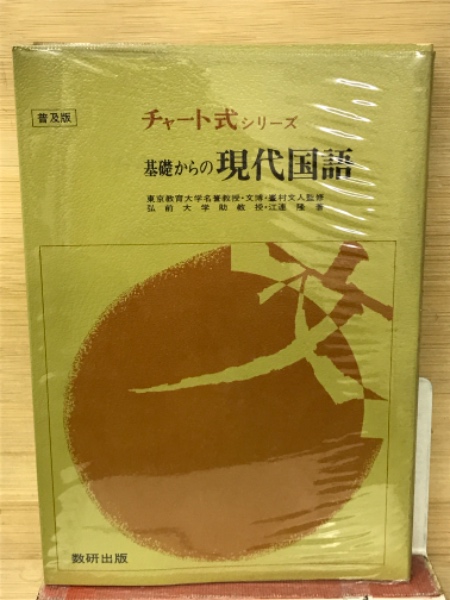 普及版
チャート式シリーズ
基礎からの現代国語
東京教育大学名誉教授・文博・峯村文人監修
弘前大学助教授・江連隆著
数研出版